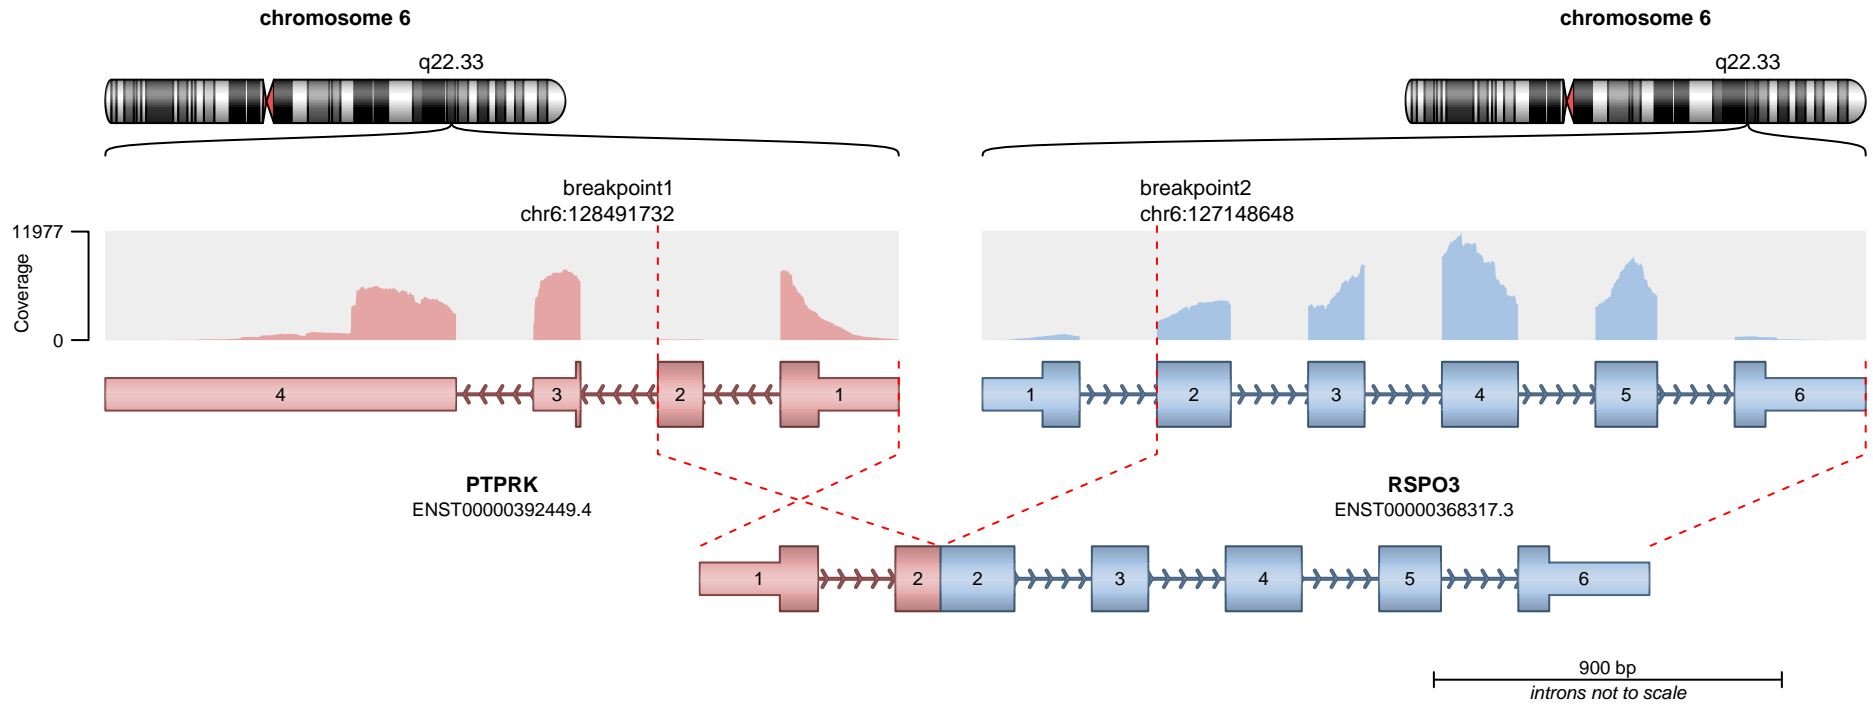 chromosome 6
chromosome 6
q22.33
q22.33
breakpoint1
chr6:128491732
breakpoint2
chr6:127148648
11977
Coverage
0
4
3
2
1
1
2
3
4
5
6
PTPRK
ENST00000392449.4
RSPO3
ENST00000368317.3
1
2
2
3
4
5
6
900 bp
introns not to scale